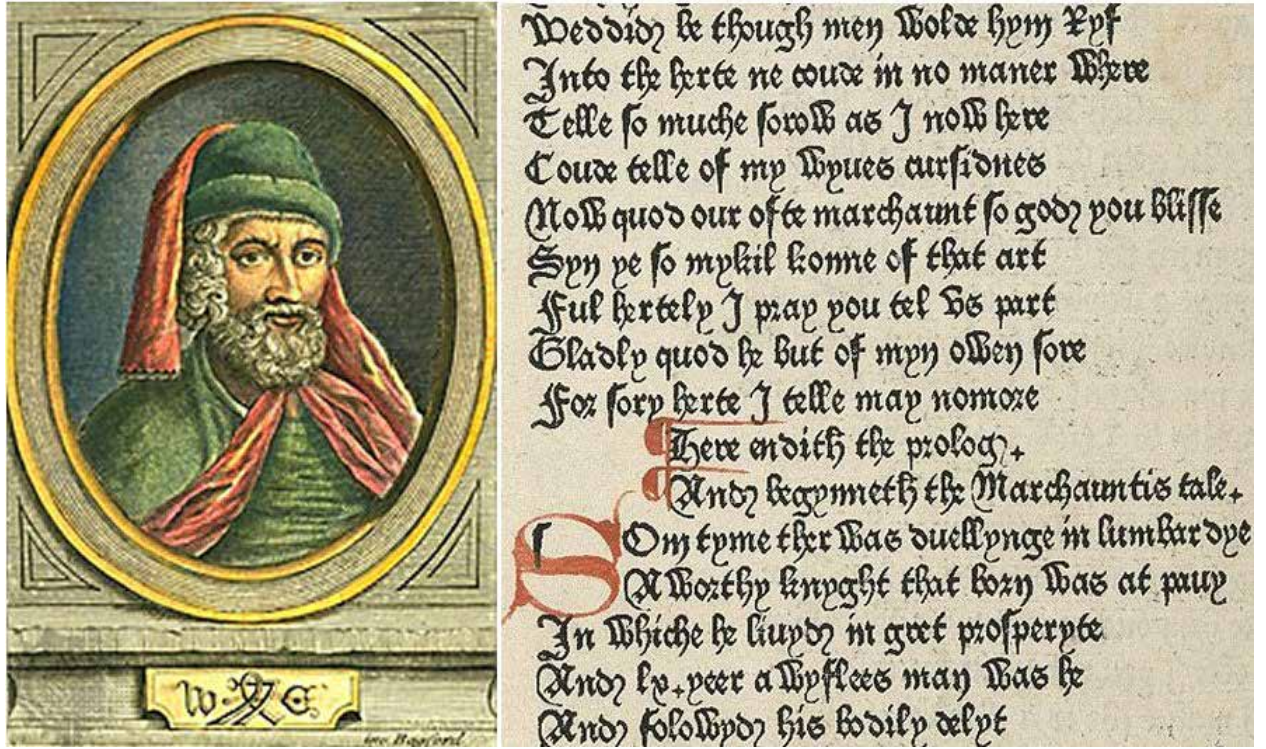 W C
Bagford
Weddid be though men wolde hym Ryf
Into the herte ne coude in no maner where
Telle so muche sorow as I now here
Coude telle of my wyues cursidnes
Now quod our oste marchaunt so god you blisse
Syn ye so mykil konne of that art
Ful hertely I pray you tel vs part
Gladly quod he but of myn owen sore
For sory herte I telle may nomore
Here endith the prolog.
And begynneth the Marchauntis tale.
SOm tyme ther was duellynge in lumbardye
A worthy knyght that born was at pauy
In whiche he liuyd in greet prosperyte
And lx.yeer a wyflees man was he
And folowyd his bodily delyt